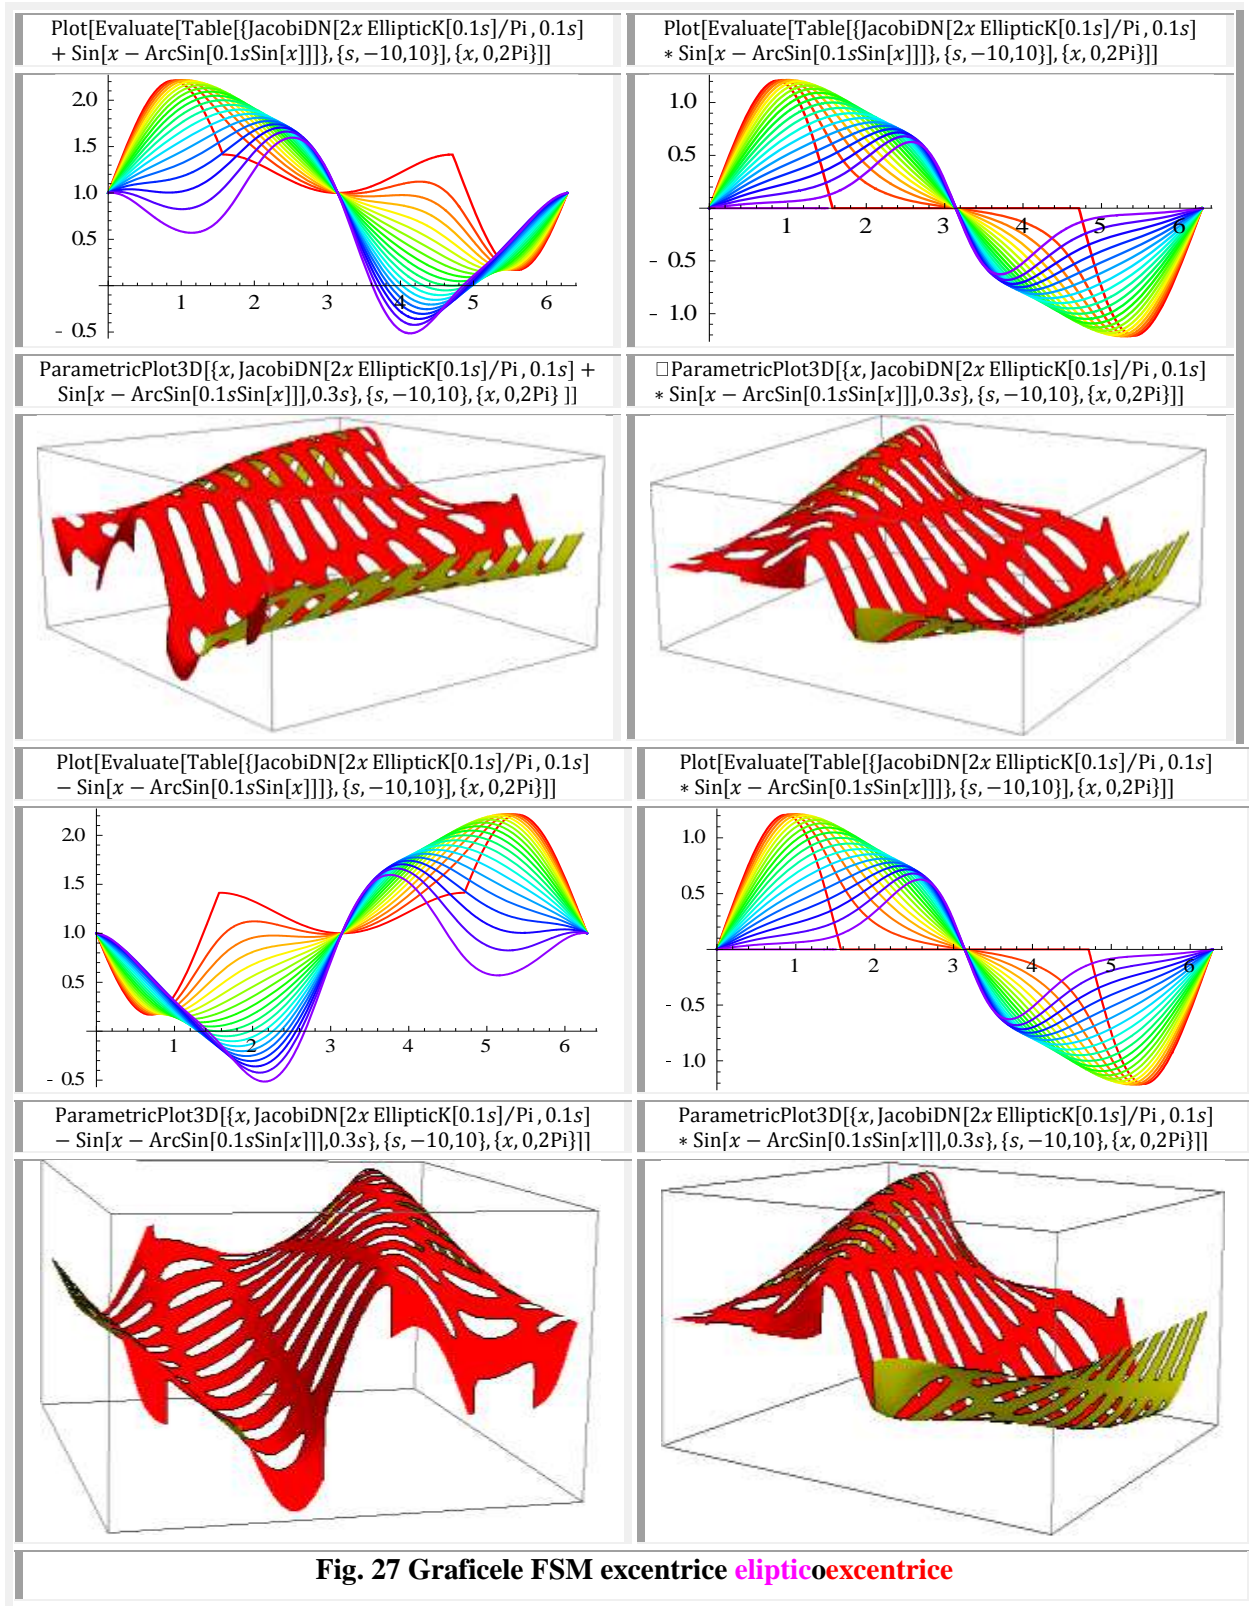 Plot[Evaluate[Table[{JacobiDN[2x EllipticK[0.1s]/Pi , 0.1s]
+ Sin[x − ArcSin[0.1sSin[x]]]}, {s, −10,10}], {x, 0,2Pi}]]
Plot[Evaluate[Table[{JacobiDN[2x EllipticK[0.1s]/Pi , 0.1s]
∗ Sin[x − ArcSin[0.1sSin[x]]]}, {s, −10,10}], {x, 0,2Pi}]]
2.0
1.5
1.0
0.5
- 0.5
1 2 3 4 5 6
1.0
0.5
- 0.5
- 1.0
1 2 3 4 5 6
ParametricPlot3D[{x, JacobiDN[2x EllipticK[0.1s]/Pi , 0.1s] +
Sin[x − ArcSin[0.1sSin[x]]],0.3s}, {s, −10,10}, {x, 0,2Pi} ]]
□ParametricPlot3D[{x, JacobiDN[2x EllipticK[0.1s]/Pi , 0.1s]
∗ Sin[x − ArcSin[0.1sSin[x]]],0.3s}, {s, −10,10}, {x, 0,2Pi}]]
Plot[Evaluate[Table[{JacobiDN[2x EllipticK[0.1s]/Pi , 0.1s]
− Sin[x − ArcSin[0.1sSin[x]]]}, {s, −10,10}], {x, 0,2Pi}]]
Plot[Evaluate[Table[{JacobiDN[2x EllipticK[0.1s]/Pi , 0.1s]
∗ Sin[x − ArcSin[0.1sSin[x]]]}, {s, −10,10}], {x, 0,2Pi}]]
2.0
1.5
1.0
0.5
- 0.5
1 2 3 4 5 6
1.0
0.5
- 0.5
- 1.0
1 2 3 4 5 6
ParametricPlot3D[{x, JacobiDN[2x EllipticK[0.1s]/Pi , 0.1s]
− Sin[x − ArcSin[0.1sSin[x]]],0.3s}, {s, −10,10}, {x, 0,2Pi}]]
ParametricPlot3D[{x, JacobiDN[2x EllipticK[0.1s]/Pi , 0.1s]
∗ Sin[x − ArcSin[0.1sSin[x]]],0.3s}, {s, −10,10}, {x, 0,2Pi}]]
Fig. 27 Graficele FSM excentrice elipticoexcentrice